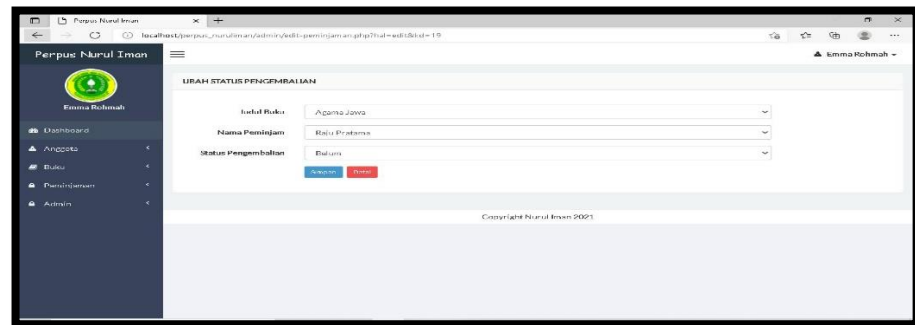 Perpus Nurul Iman
localhost/perpus_nuruliman/admin/edit-peminjaman.php?hal=edit&kd=19
Perpus Nurul Iman
Emma Rohmah
Emma Rohmah
Dashboard
Anggota
Buku
Peminjaman
Admin
UBAH STATUS PENGEMBALIAN
Judul Buku
Agama Jawa
Nama Peminjam
Raju Pratama
Status Pengembalian
Belum
Simpan
Batal
Copyright Nurul Iman 2021